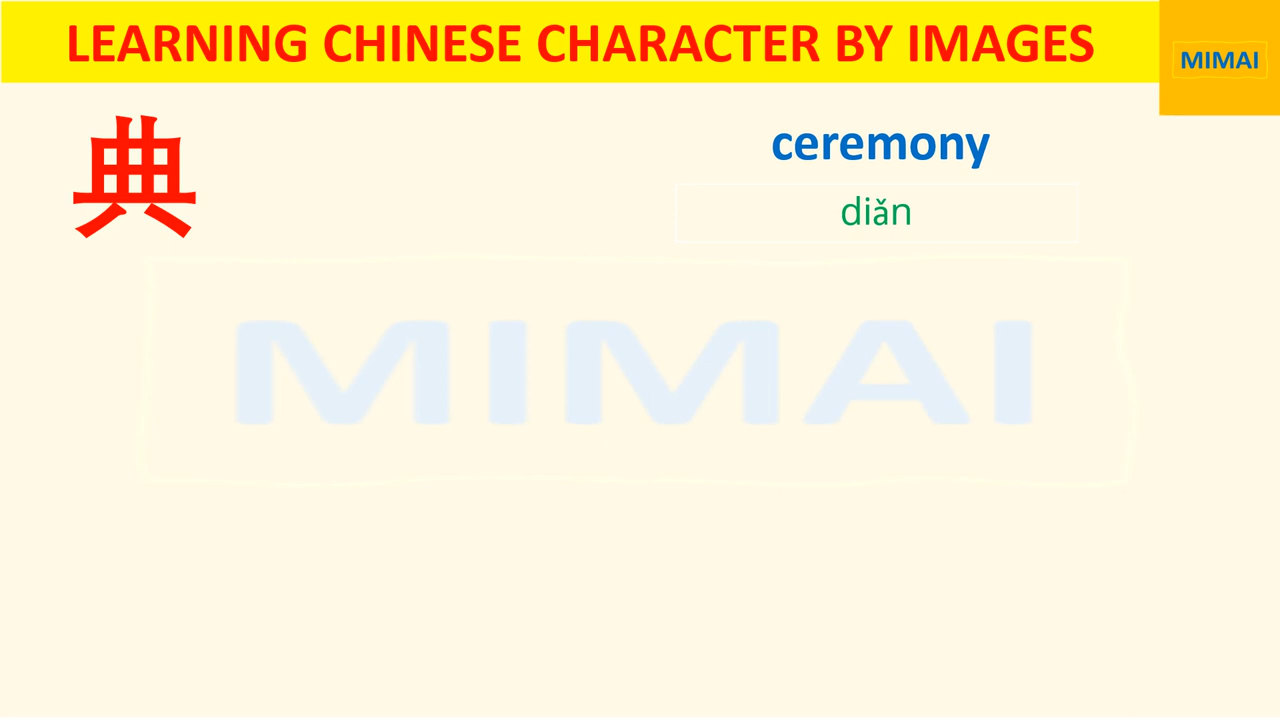 LEARNING CHINESE CHARACTER BY IMAGES
MIMAI
典
ceremony
diǎn
MIMAI